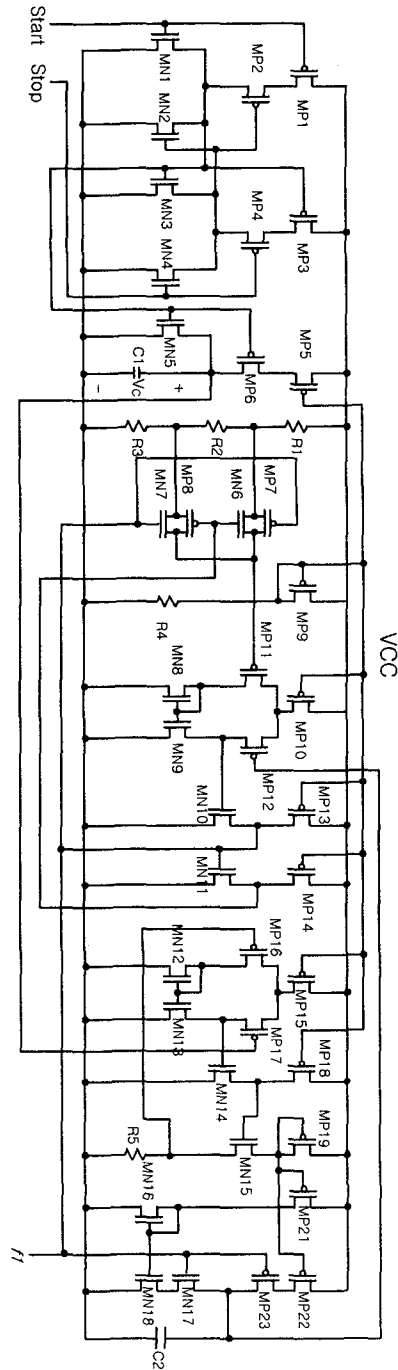 Start
Stop
MN1
MP2
MP1
MN2
MN3
MP4
MP3
MN4
MN5
C1
Vc
+
−
MP6
MP5
R3
R2
R1
MN7
MP8
MN6
MP7
R4
MP9
VCC
MN8
MP11
MP10
MN9
MP12
MN10
MP13
MN11
MP14
MN12
MP16
MP15
MN13
MP17
MN14
MP18
R5
MN15
MP19
MN16
MP21
f1
MN18
MN17
MP23
MP22
C2